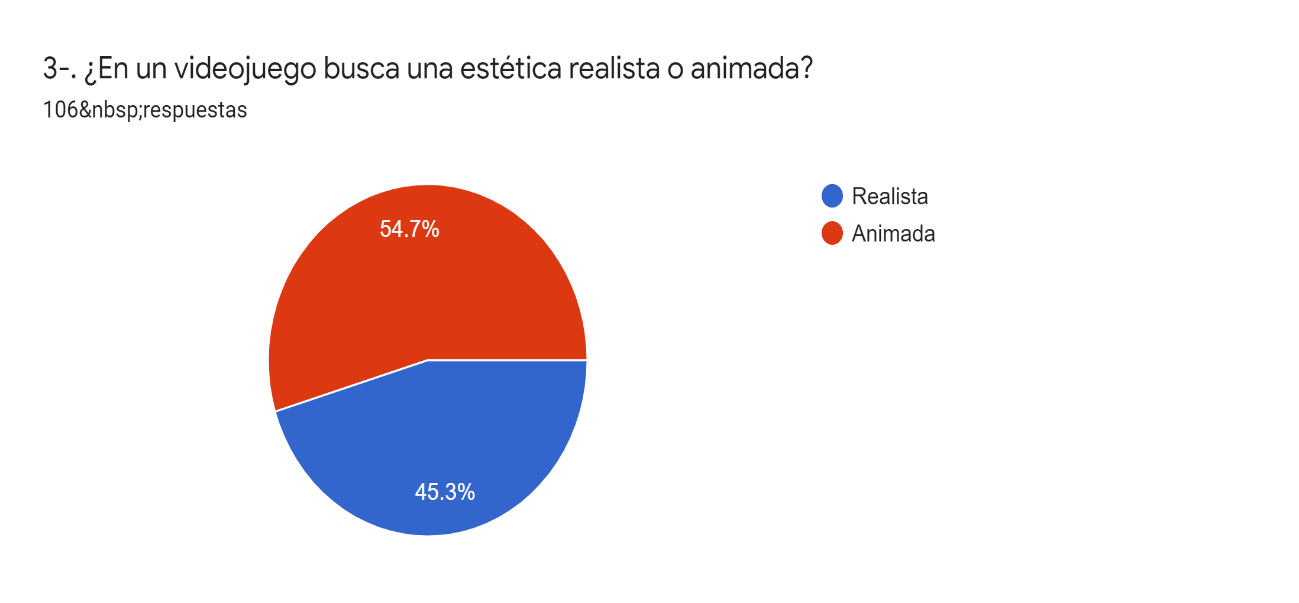 3-. ¿En un videojuego busca una estética realista o animada?
106&nbsp;respuestas
Realista
Animada
54.7%
45.3%